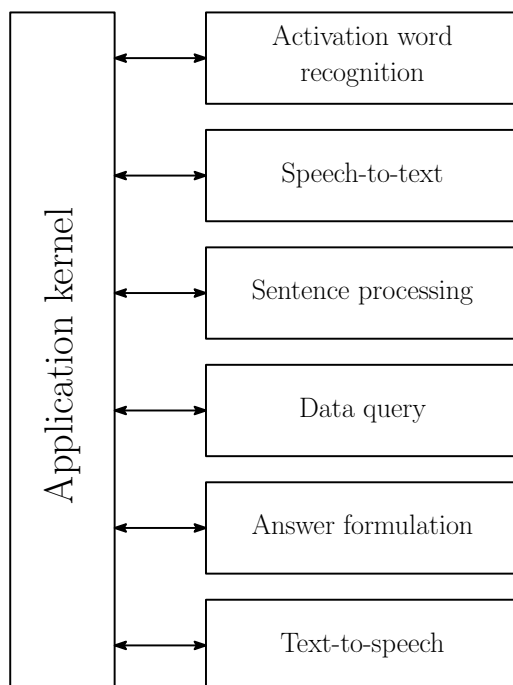 Application kernel
Activation word
recognition
Speech-to-text
Sentence processing
Data query
Answer formulation
Text-to-speech